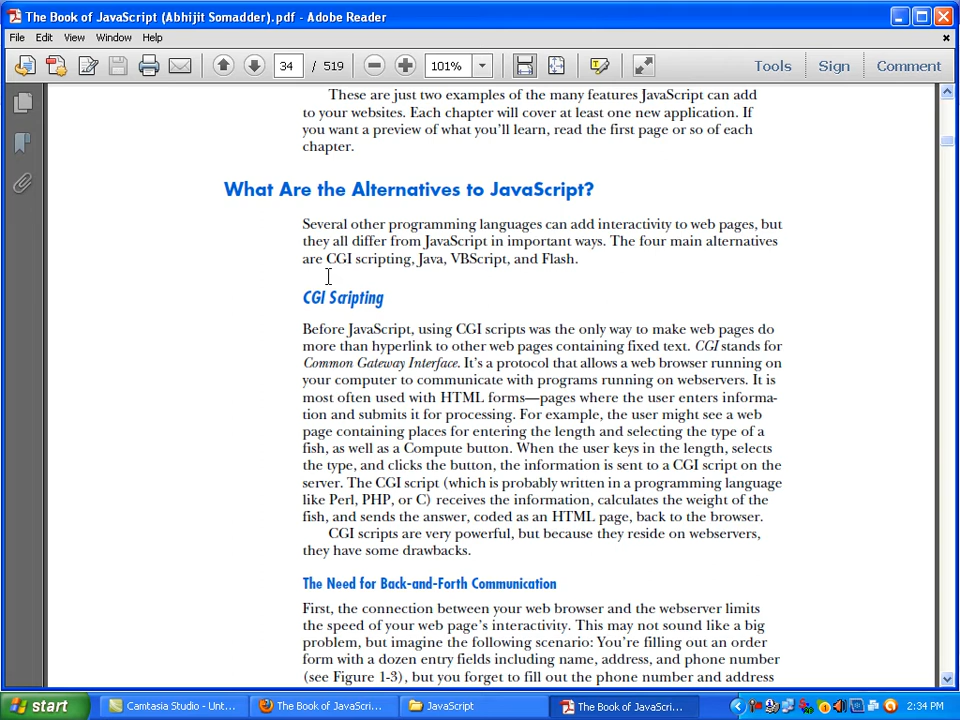 The Book of JavaScript (Abhijit Somadder).pdf - Adobe Reader
File Edit View Window Help
34 / 519 101% Tools Sign Comment
These are just two examples of the many features JavaScript can add
to your websites. Each chapter will cover at least one new application. If
you want a preview of what you'll learn, read the first page or so of each
chapter.
What Are the Alternatives to JavaScript?
Several other programming languages can add interactivity to web pages, but
they all differ from JavaScript in important ways. The four main alternatives
are CGI scripting, Java, VBScript, and Flash.
CGI Scripting
Before JavaScript, using CGI scripts was the only way to make web pages do
more than hyperlink to other web pages containing fixed text. CGI stands for
Common Gateway Interface. It's a protocol that allows a web browser running on
your computer to communicate with programs running on webservers. It is
most often used with HTML forms—pages where the user enters informa-
tion and submits it for processing. For example, the user might see a web
page containing places for entering the length and selecting the type of a
fish, as well as a Compute button. When the user keys in the length, selects
the type, and clicks the button, the information is sent to a CGI script on the
server. The CGI script (which is probably written in a programming language
like Perl, PHP, or C) receives the information, calculates the weight of the
fish, and sends the answer, coded as an HTML page, back to the browser.
CGI scripts are very powerful, but because they reside on webservers,
they have some drawbacks.
The Need for Back-and-Forth Communication
First, the connection between your web browser and the webserver limits
the speed of your web page's interactivity. This may not sound like a big
problem, but imagine the following scenario: You're filling out an order
form with a dozen entry fields including name, address, and phone number
(see Figure 1-3), but you forget to fill out the phone number and address
start Camtasia Studio - Unt... The Book of JavaScri... JavaScript The Book of JavaScri... 2:34 PM